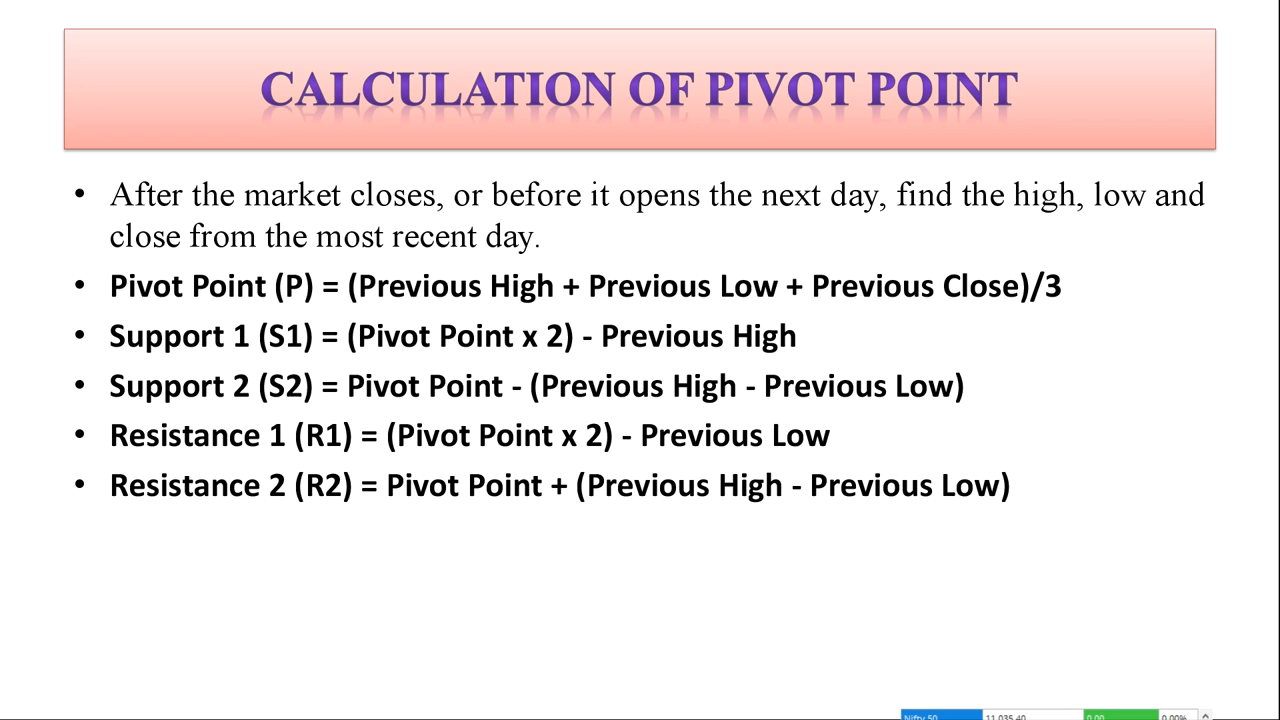 CALCULATION OF PIVOT POINT
• After the market closes, or before it opens the next day, find the high, low and
close from the most recent day.
• Pivot Point (P) = (Previous High + Previous Low + Previous Close)/3
• Support 1 (S1) = (Pivot Point x 2) - Previous High
• Support 2 (S2) = Pivot Point - (Previous High - Previous Low)
• Resistance 1 (R1) = (Pivot Point x 2) - Previous Low
• Resistance 2 (R2) = Pivot Point + (Previous High - Previous Low)
Nifty 50 11,035.40 0.00 0.00%